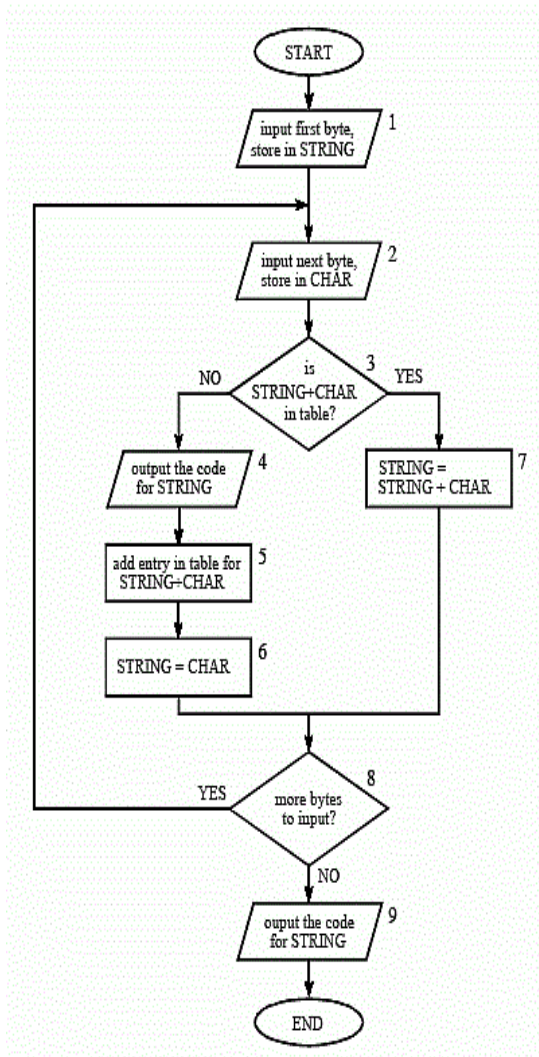 START
1
input first byte,
store in STRING
2
input next byte,
store in CHAR
3
is
STRING+CHAR
in table?
NO
YES
4
output the code
for STRING
7
STRING =
STRING + CHAR
5
add entry in table for
STRING+CHAR
6
STRING = CHAR
8
YES
more bytes
to input?
NO
9
ouput the code
for STRING
END